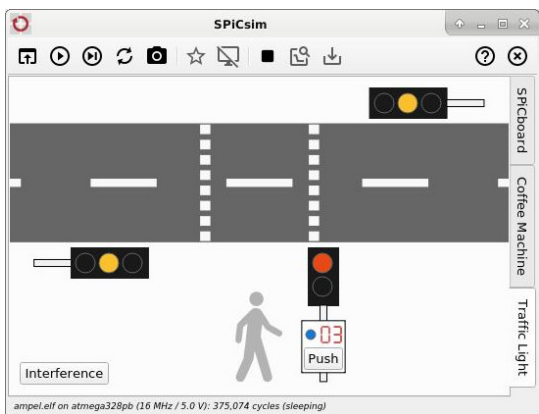 SPiCsim
SPiCboard
Coffee Machine
Traffic Light
03
Push
Interference
ampel.elf on atmega328pb (16 MHz / 5.0 V): 375,074 cycles (sleeping)